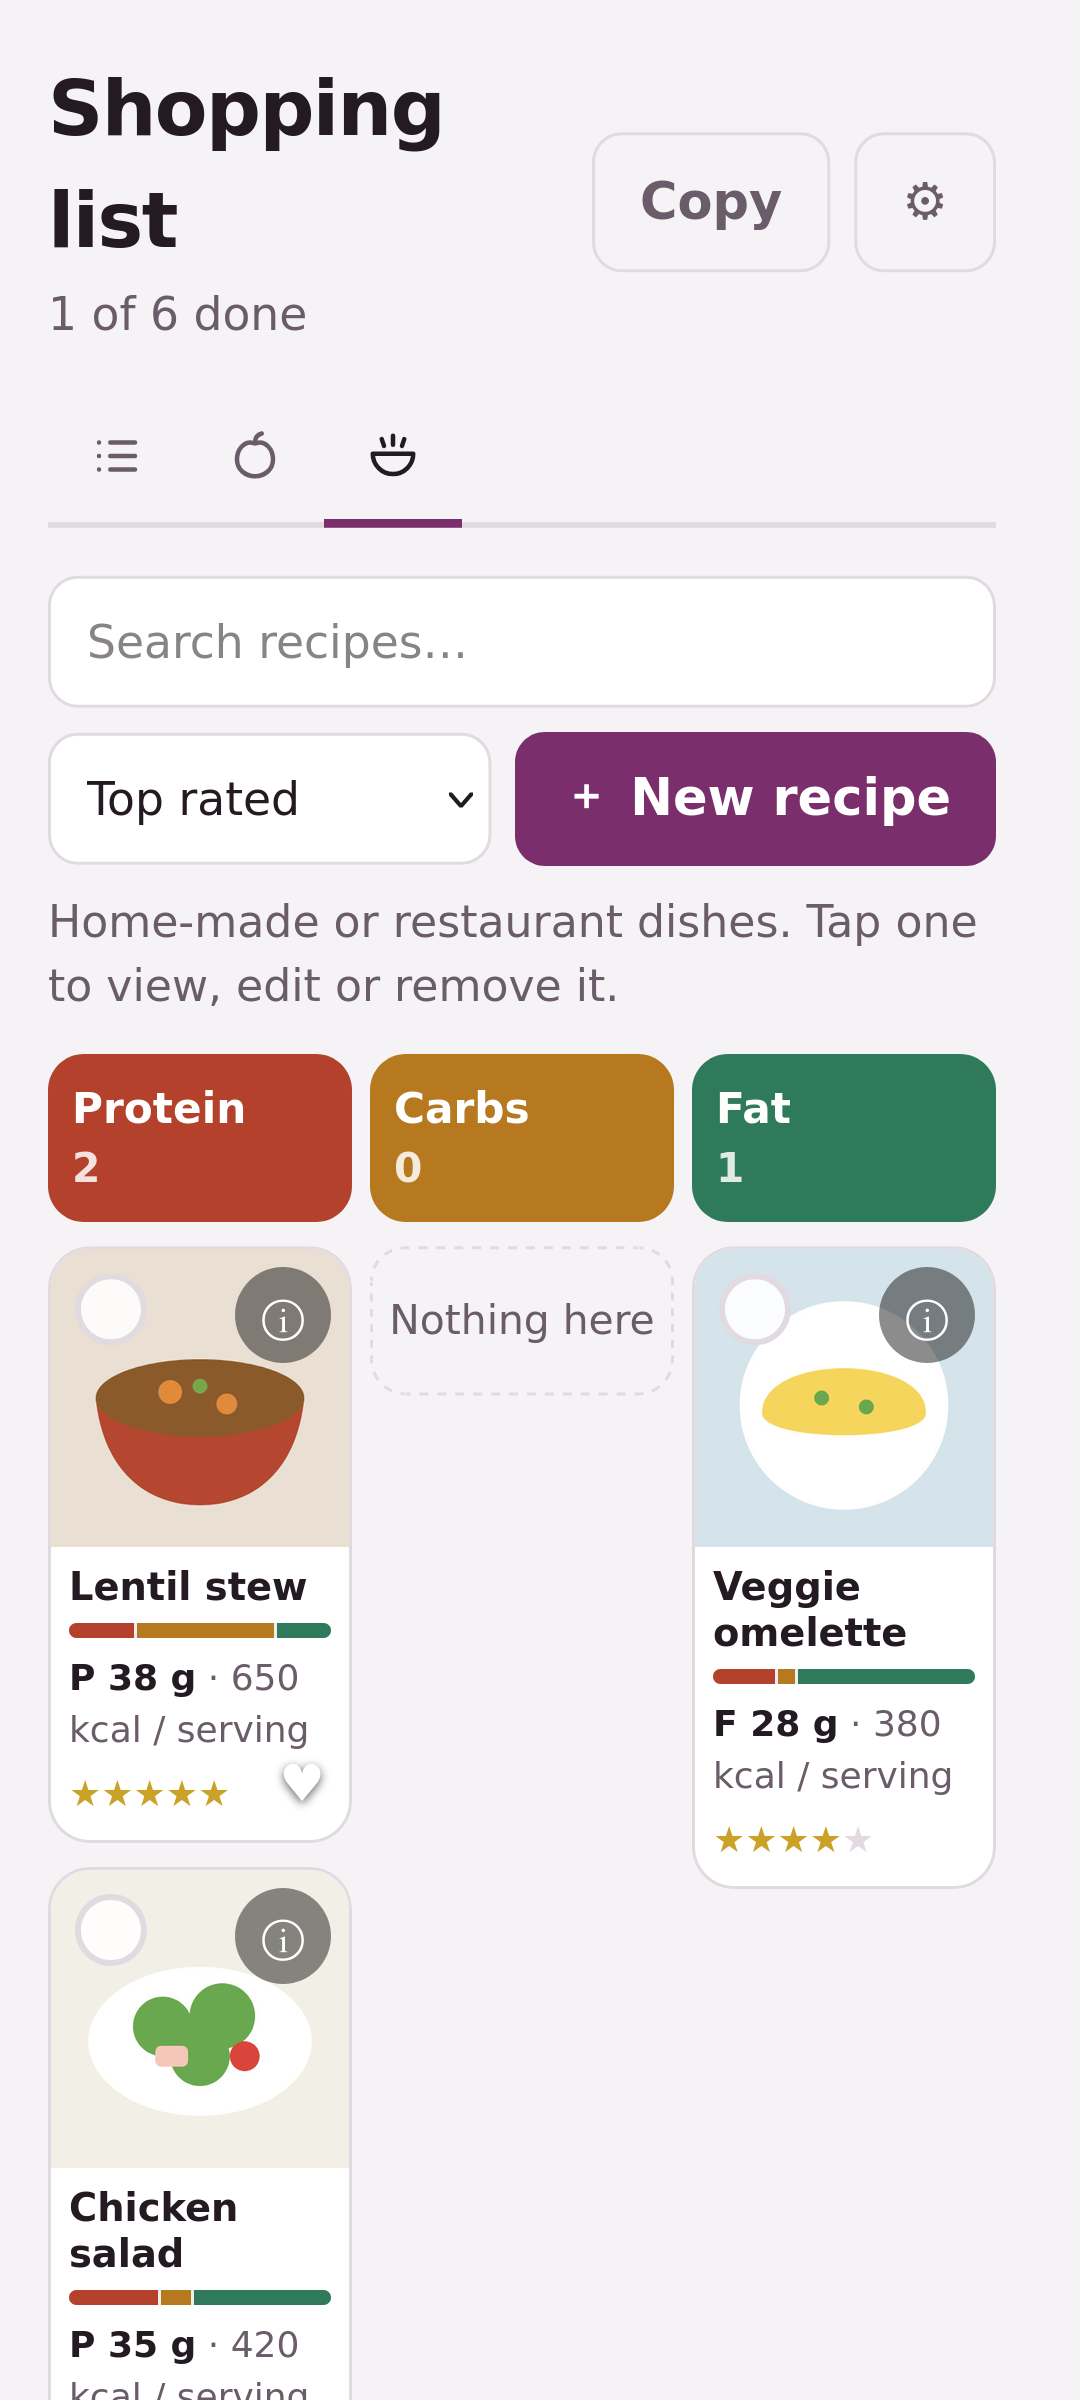 Shopping
list
Copy
1 of 6 done
Search recipes...
Top rated
+ New recipe
Home-made or restaurant dishes. Tap one
to view, edit or remove it.
Protein
2
Carbs
0
Fat
1
i
Lentil stew
P 38 g · 650
kcal / serving
★★★★★
Nothing here
i
Veggie
omelette
F 28 g · 380
kcal / serving
★★★★★
i
Chicken
salad
P 35 g · 420
kcal / serving